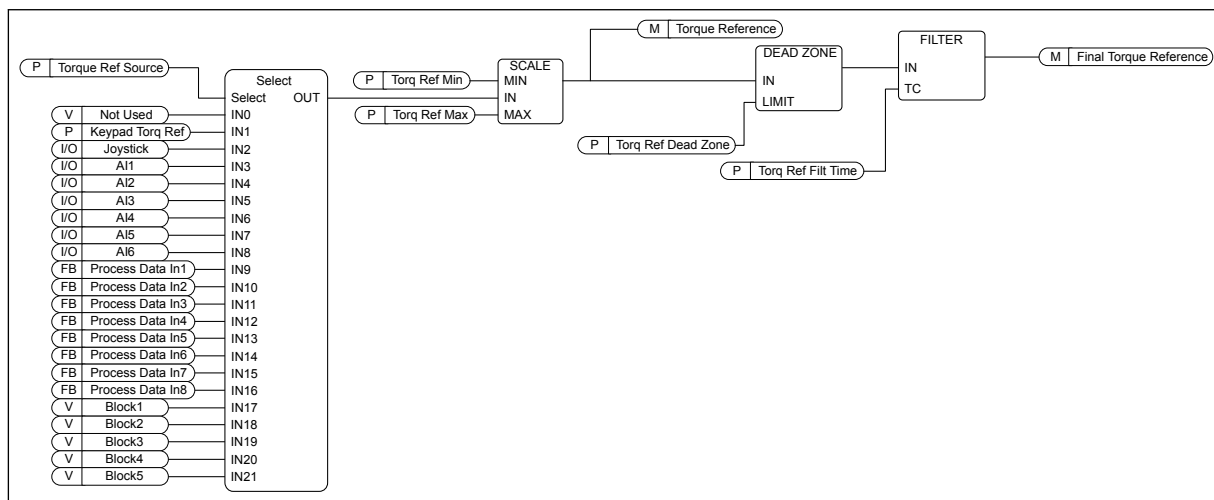 M Torque Reference
FILTER
DEAD ZONE
M Final Torque Reference
P Torque Ref Source
SCALE
IN
Select
P Torq Ref Min
MIN
IN
TC
Select OUT
IN
LIMIT
V Not Used IN0
P Torq Ref Max
MAX
P Keypad Torq Ref IN1
I/O Joystick IN2
P Torq Ref Dead Zone
I/O AI1 IN3
P Torq Ref Filt Time
I/O AI2 IN4
I/O AI3 IN5
I/O AI4 IN6
I/O AI5 IN7
I/O AI6 IN8
FB Process Data In1 IN9
FB Process Data In2 IN10
FB Process Data In3 IN11
FB Process Data In4 IN12
FB Process Data In5 IN13
FB Process Data In6 IN14
FB Process Data In7 IN15
FB Process Data In8 IN16
V Block1 IN17
V Block2 IN18
V Block3 IN19
V Block4 IN20
V Block5 IN21